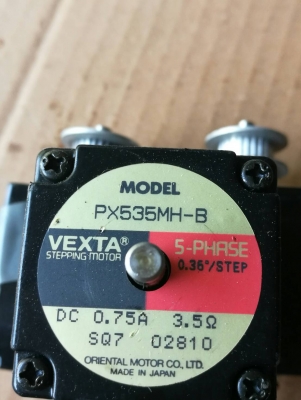 MODEL
PX535MH-B
VEXTA® 5-PHASE
STEPPING MOTOR 0.36°/STEP
DC 0.75A 3.5Ω
SQ7 02810
ORIENTAL MOTOR CO., LTD.
MADE IN JAPAN